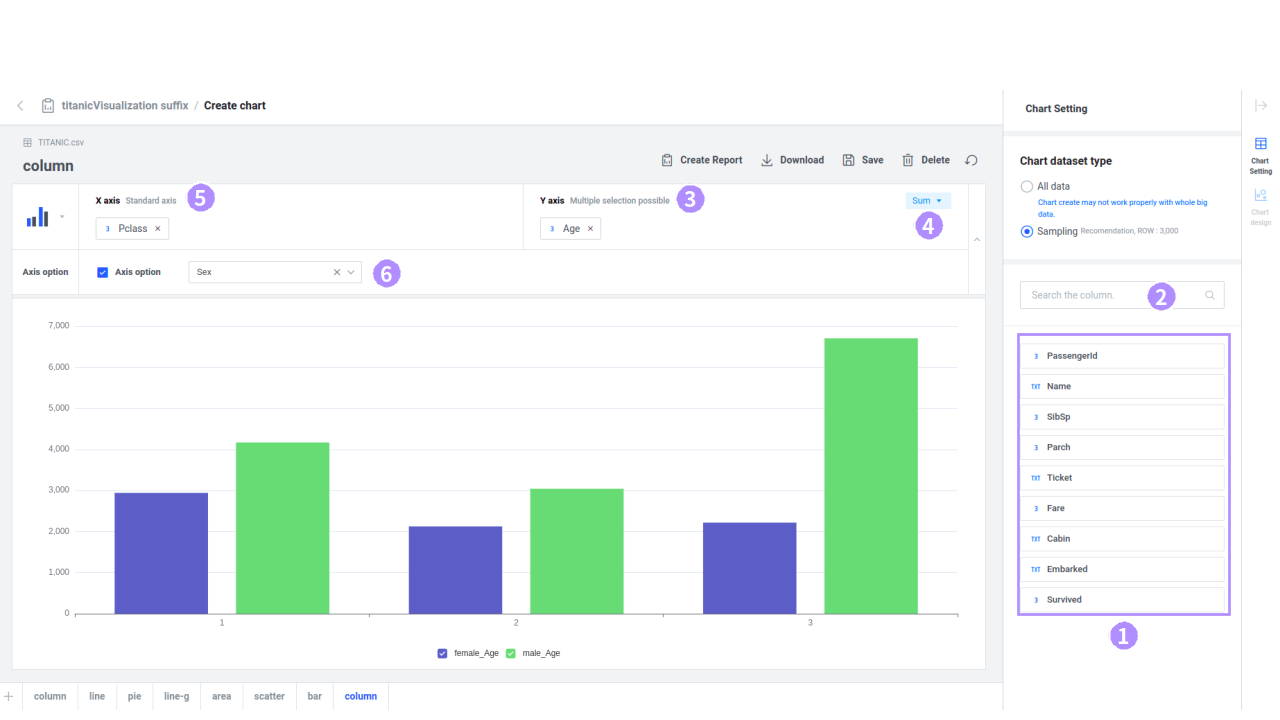 titanicVisualization suffix / Create chart
TITANIC.csv
column
Create Report Download Save Delete
X axis Standard axis 5
3 Pclass ×
Y axis Multiple selection possible 3
Sum
4
3 Age ×
Axis option Axis option Sex 6
7,000
6,000
5,000
4,000
3,000
2,000
1,000
0
1 2 3
female_Age male_Age
+ column line pie line-g area scatter bar column
Chart Setting
Chart dataset type
All data
Chart create may not work properly with whole big
data.
Sampling Recomendation, ROW : 3,000
Search the column. 2
3 PassengerId
TXT Name
3 SibSp
3 Parch
TXT Ticket
3 Fare
TXT Cabin
TXT Embarked
3 Survived
1
Chart
Setting
Chart
design